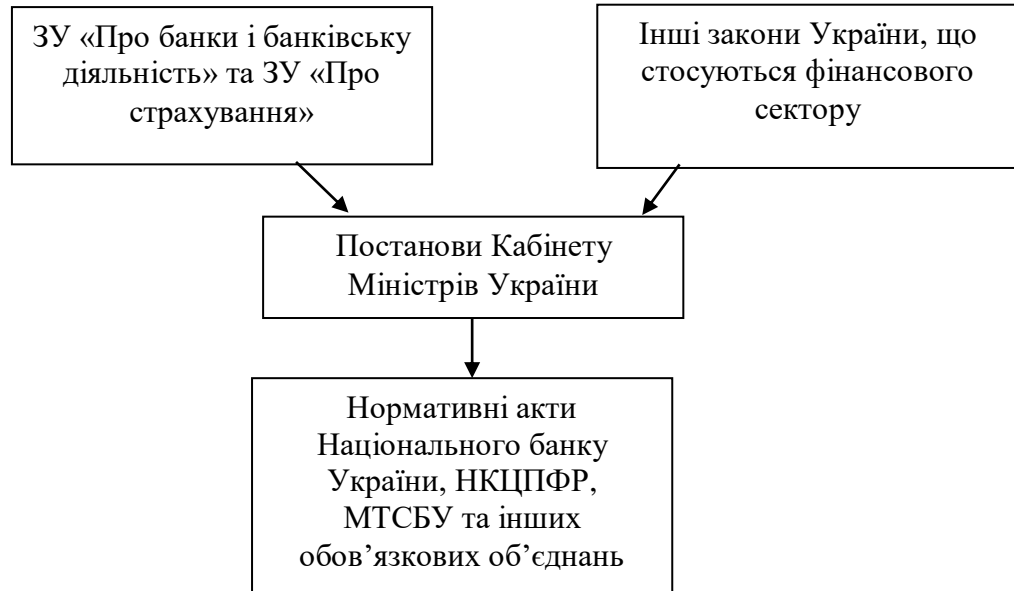 ЗУ «Про банки і банківську
діяльність» та ЗУ «Про
страхування»
Інші закони України, що
стосуються фінансового
сектору
Постанови Кабінету
Міністрів України
Нормативні акти
Національного банку
України, НКЦПФР,
МТСБУ та інших
обов’язкових об’єднань